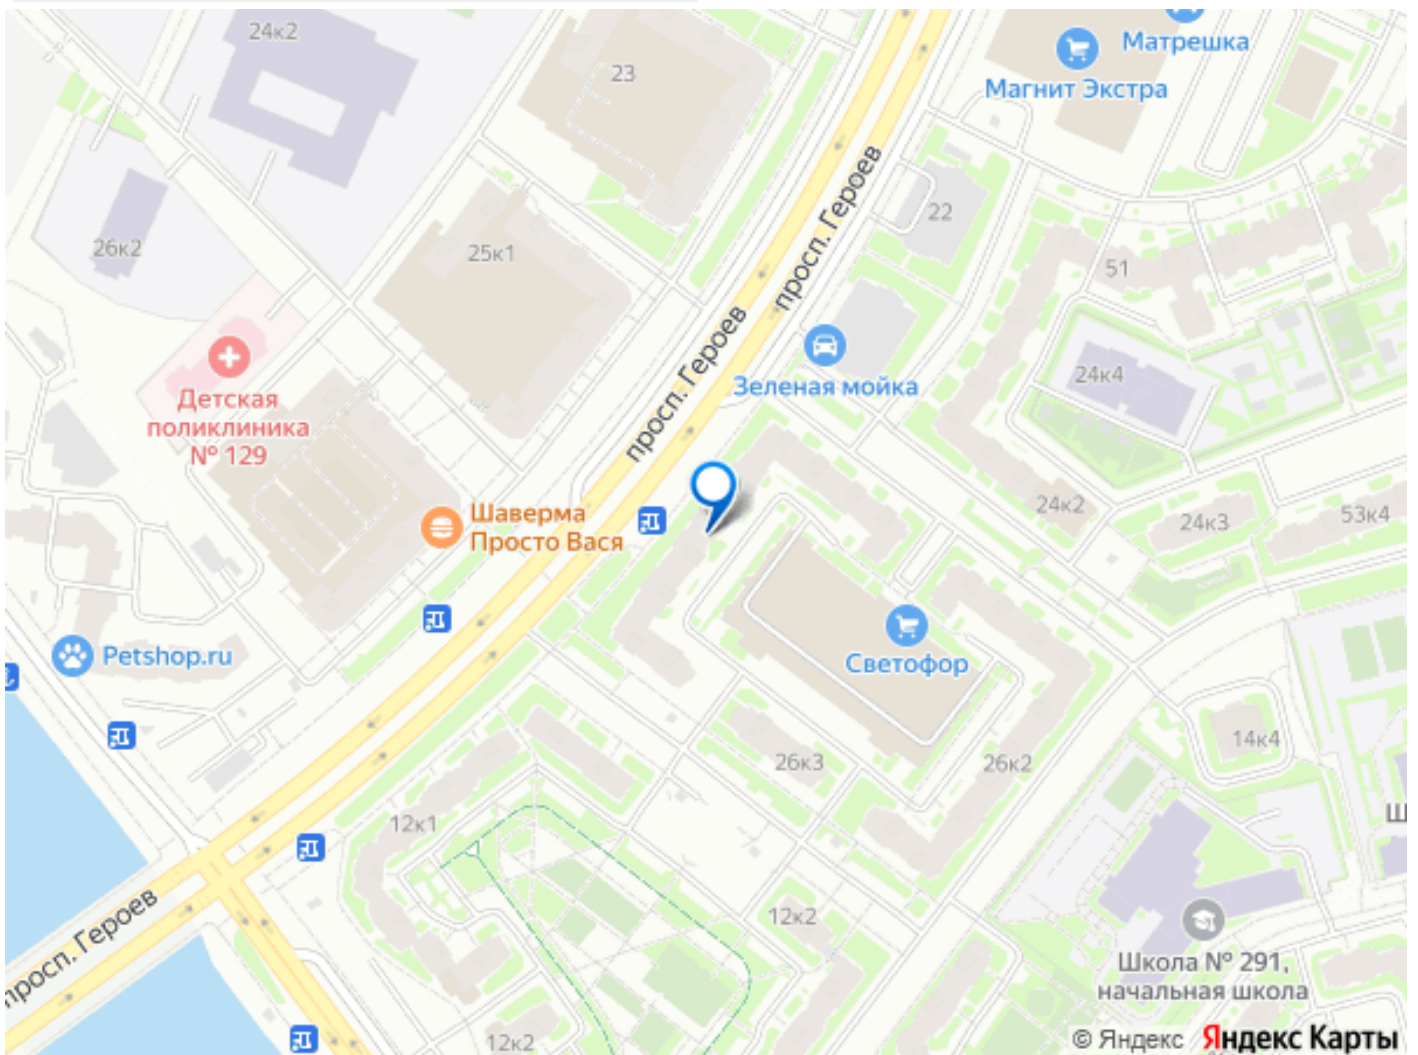 24к2
23
Матрешка
Магнит Экстра
просп. Героев
22
26к2
25к1
51
просп. Героев
Зеленая мойка
24к4
Детская
поликлиника
№ 129
Шаверма
Просто Вася
24к2
24к3
53к4
Petshop.ru
Светофор
26к3
26к2
14к4
12к1
Ш
просп. Героев
12к2
Школа № 291,
начальная школа
12к2
© Яндекс Яндекс Карты